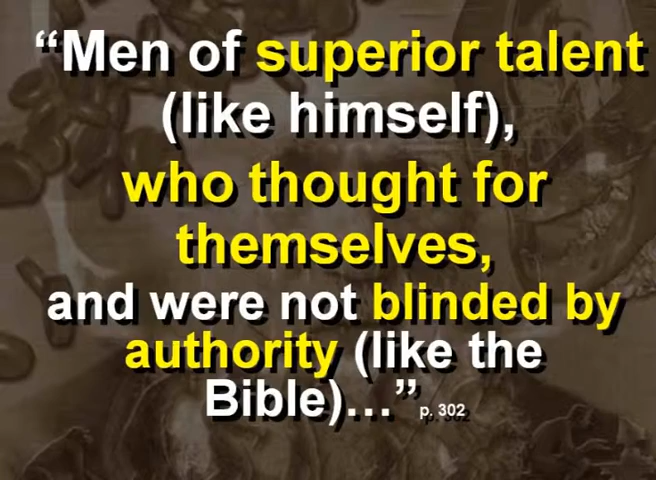 “Men of superior talent
(like himself),
who thought for
themselves,
and were not blinded by
authority (like the
Bible)…” p. 302